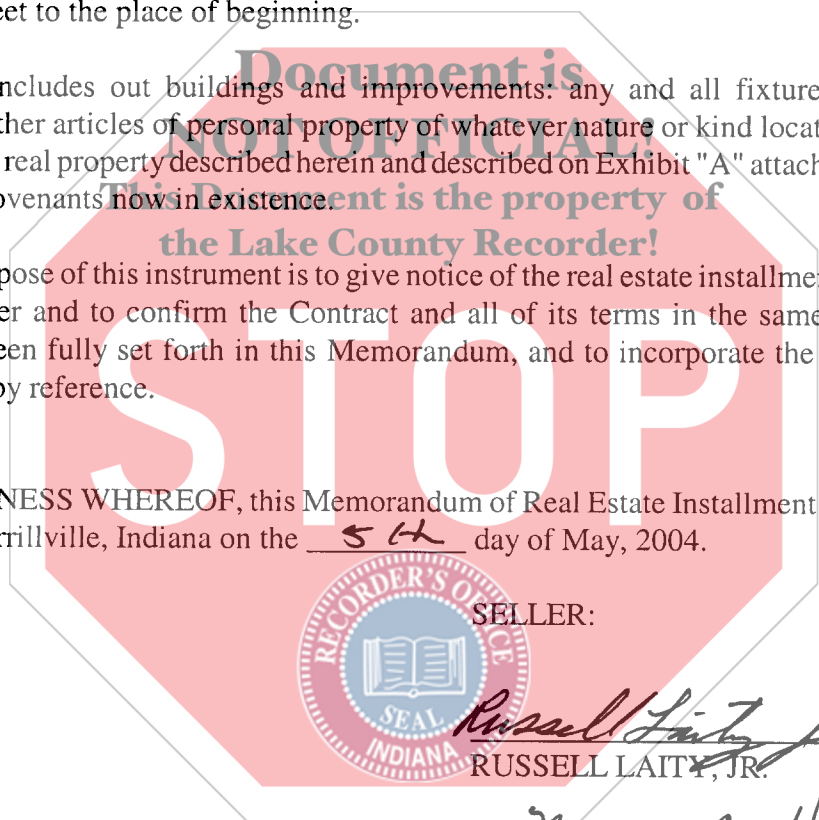 eet to the place of beginning.
Document is
ncludes out buildings and improvements: any and all fixture
NOT OFFICIAL!
her articles of personal property of whatever nature or kind locat
real property described herein and described on Exhibit "A" attach
ovenants now in existence.
This Document is the property of
the Lake County Recorder!
pose of this instrument is to give notice of the real estate installme
er and to confirm the Contract and all of its terms in the same
een fully set forth in this Memorandum, and to incorporate the
by reference.
STOP
NESS WHEREOF, this Memorandum of Real Estate Installment
rrillville, Indiana on the 5th day of May, 2004.
RECORDER'S OFFICE
SELLER:
SEAL
INDIANA
Russell Laity Jr
RUSSELL LAITY, JR.